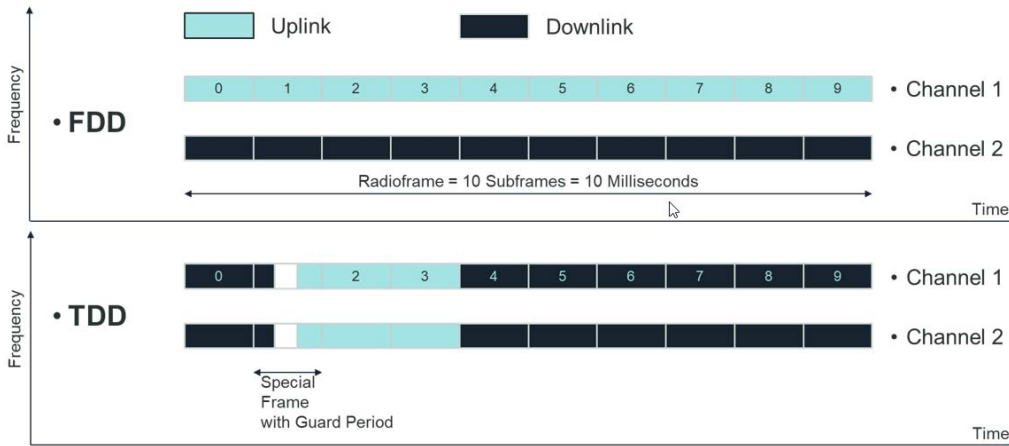 Uplink
Downlink
Frequency
• FDD
0 1 2 3 4 5 6 7 8 9
• Channel 1
• Channel 2
Radioframe = 10 Subframes = 10 Milliseconds
Time
Frequency
• TDD
0 2 3 4 5 6 7 8 9
• Channel 1
• Channel 2
Special
Frame
with Guard Period
Time